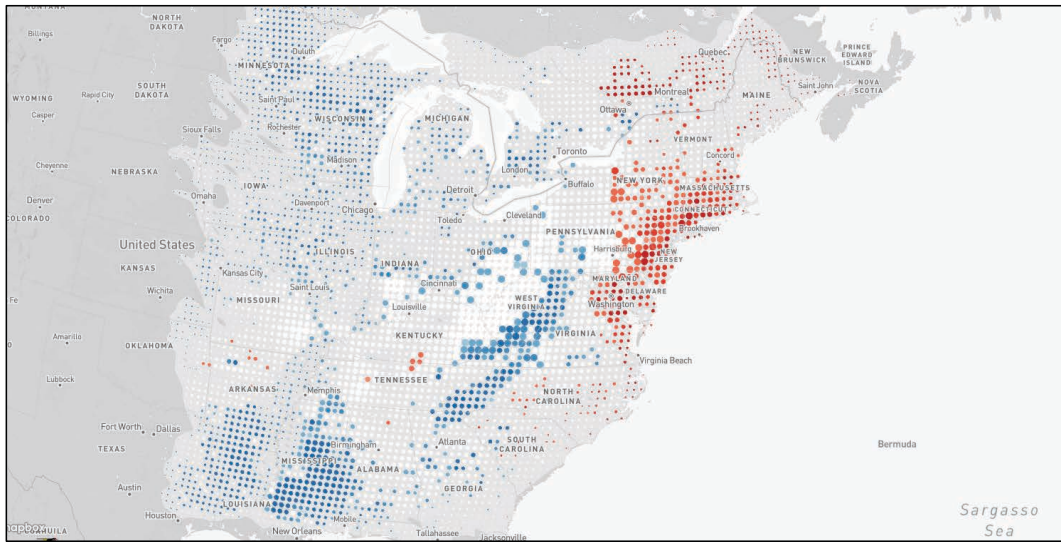 MONTANA
Billings
NORTH
DAKOTA
Fargo
Duluth
MINNESOTA
Quebec
NEW
BRUNSWICK
PRINCE
EDWARD
ISLAND
NOVA
SCOTIA
Saint John
MAINE
Montreal
Ottawa
WYOMING
Rapid City
SOUTH
DAKOTA
Saint Paul
WISCONSIN
Rochester
MICHIGAN
Casper
Sioux Falls
Madison
Toronto
London
VERMONT
Concord
Cheyenne
NEBRASKA
IOWA
Omaha
Davenport
Chicago
Detroit
Buffalo
NEW YORK
MASSACHUSETTS
CONNECTICUT
Brookhaven
Denver
COLORADO
Toledo
Cleveland
PENNSYLVANIA
United States
ILLINOIS
INDIANA
OHIO
Harrisburg
NEW
JERSEY
KANSAS
Kansas City
Saint Louis
Cincinnati
MARYLAND
DELAWARE
Washington
Wichita
MISSOURI
Louisville
WEST
VIRGINIA
VIRGINIA
KENTUCKY
Virginia Beach
OKLAHOMA
Amarillo
TENNESSEE
NORTH
CAROLINA
ARKANSAS
Memphis
Lubbock
Fort Worth
Dallas
Birmingham
Atlanta
SOUTH
CAROLINA
TEXAS
MISSISSIPPI
ALABAMA
GEORGIA
Bermuda
Austin
LOUISIANA
Houston
New Orleans
Mobile
Tallahassee
Jacksonville
Sargasso
Sea
mapbox